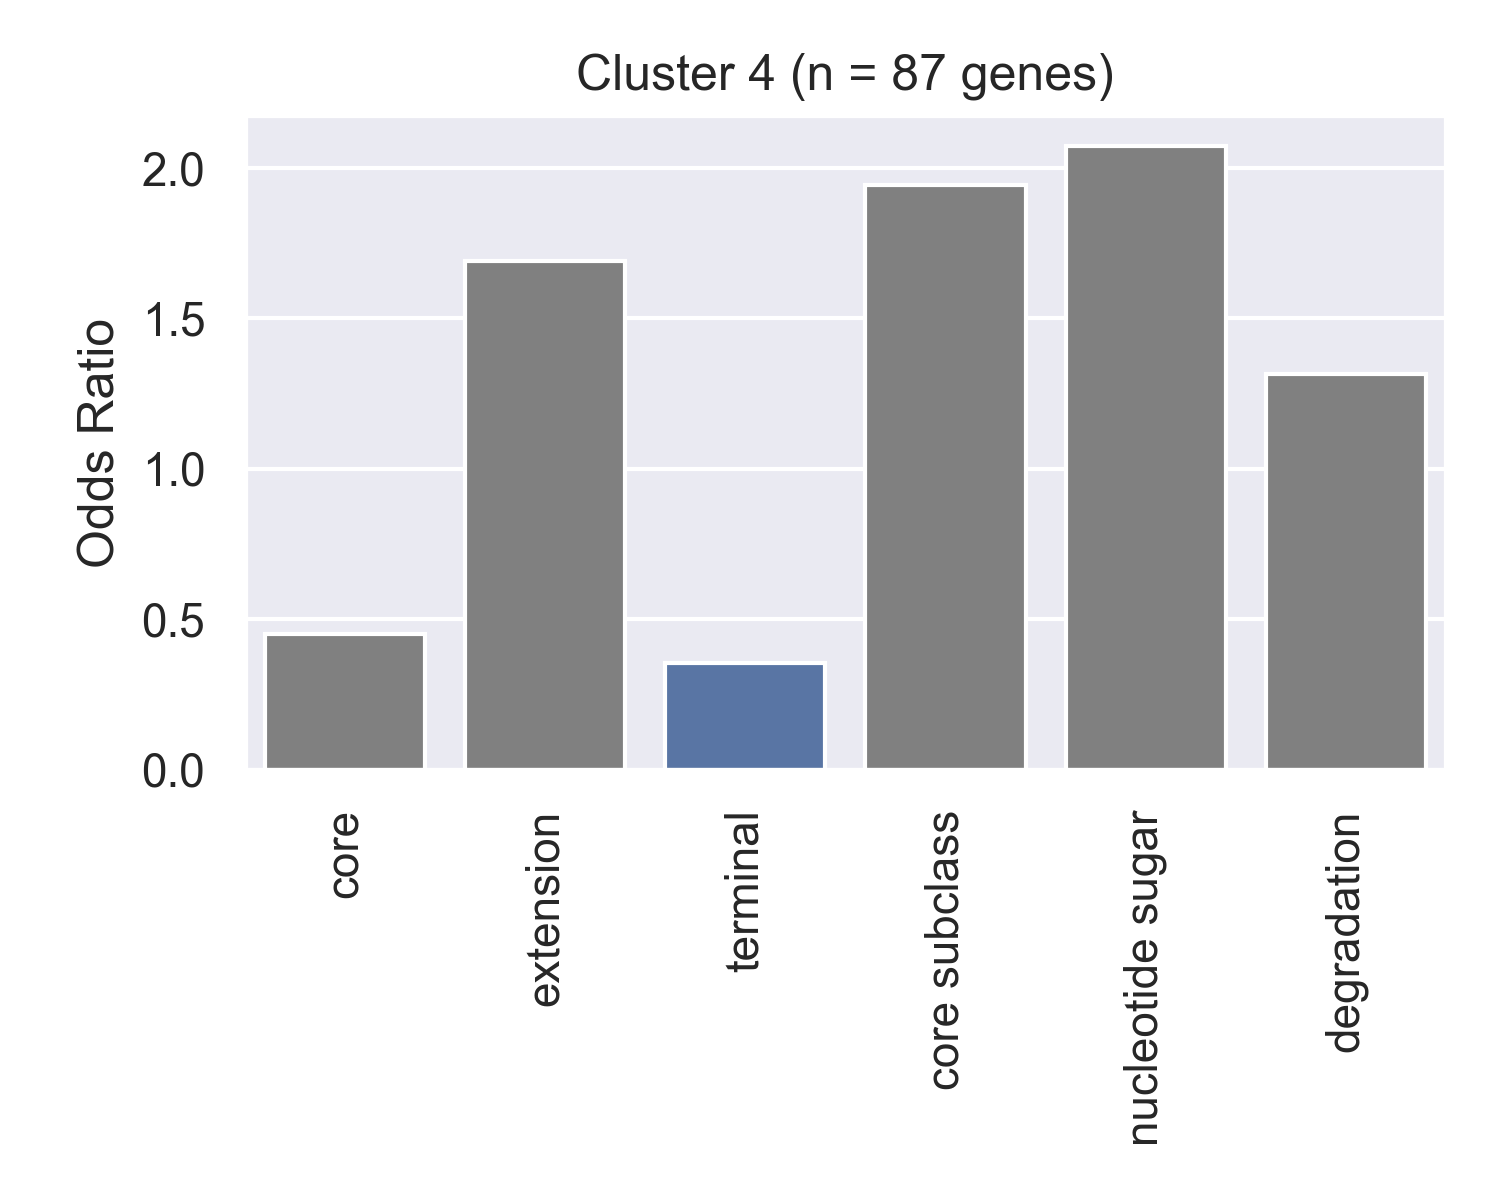 Cluster 4 (n = 87 genes)
Odds Ratio
2.0
1.5
1.0
0.5
0.0
core
extension
terminal
core subclass
nucleotide sugar
degradation